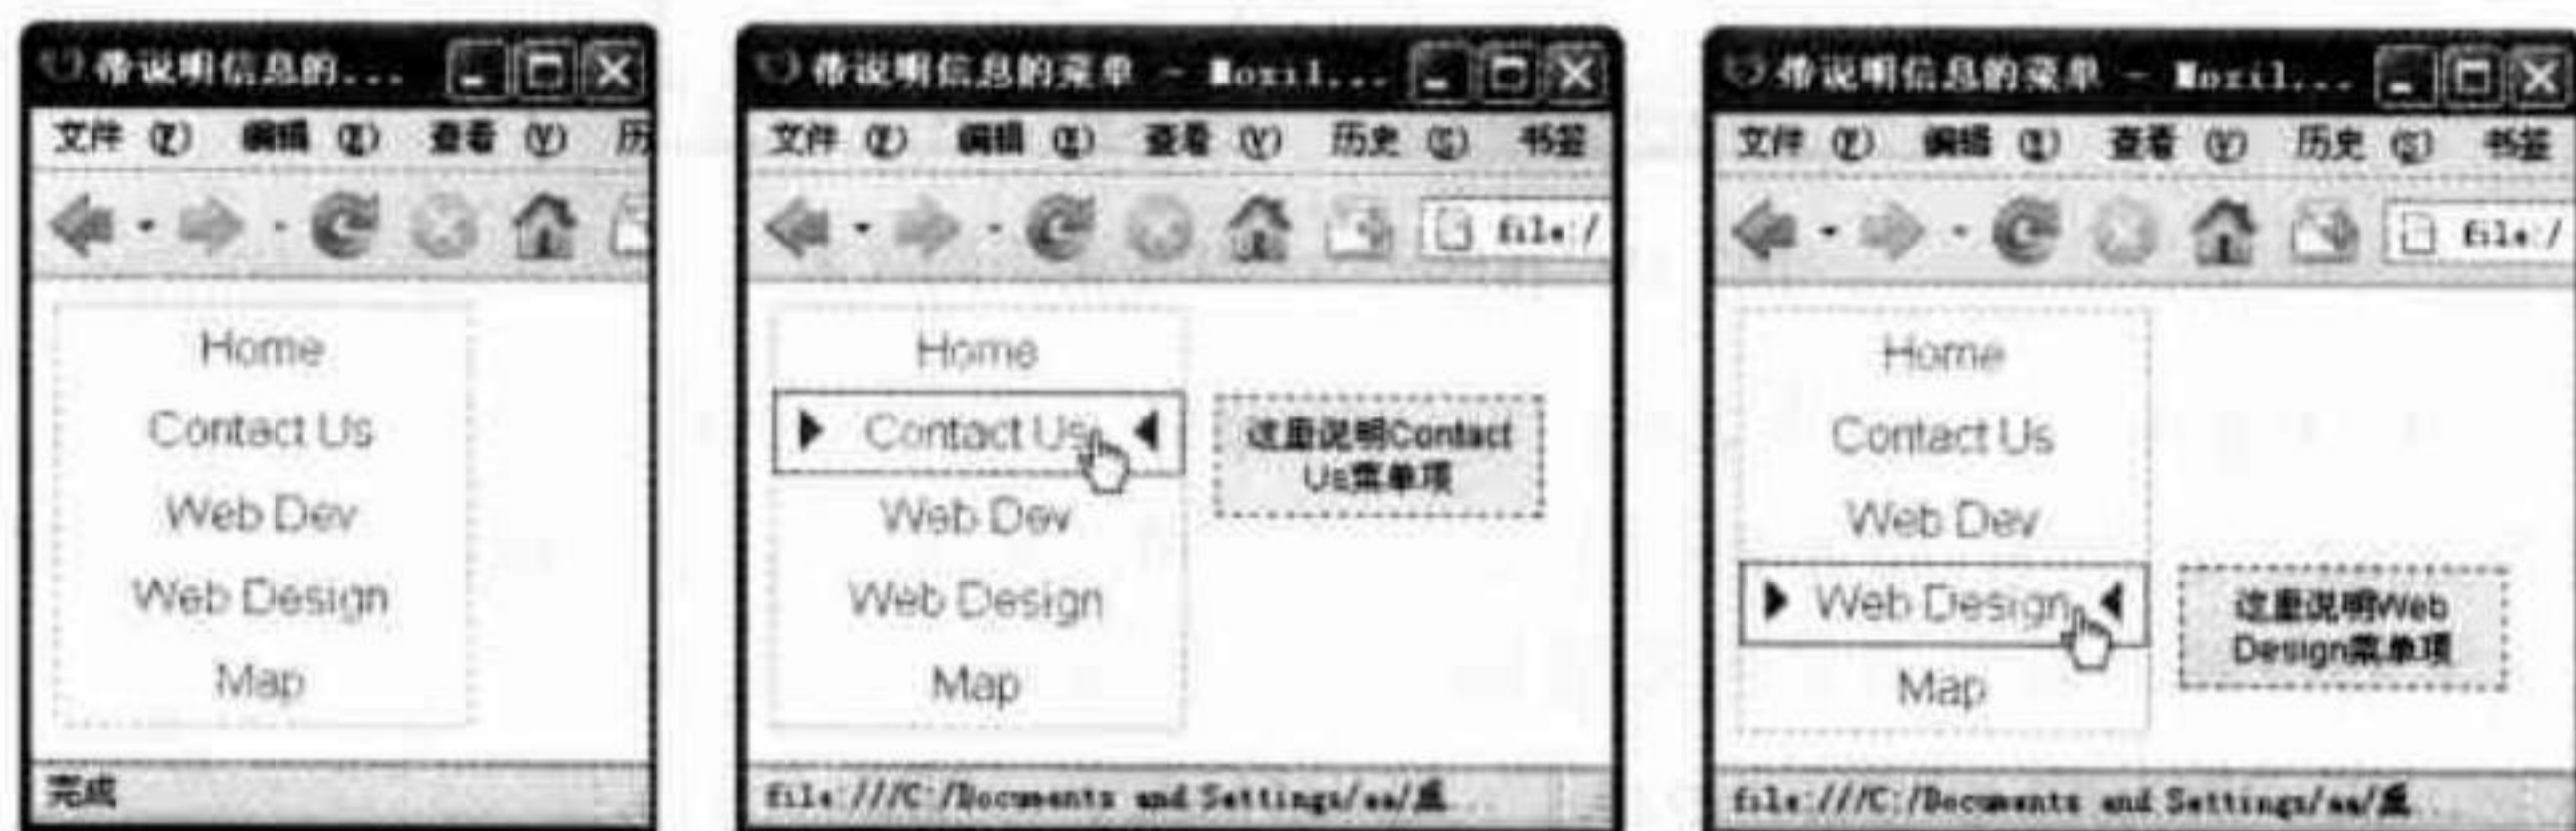 带说明信息的...
文件 (F) 编辑 (E) 查看 (V) 历
Home
Contact Us
Web Dev
Web Design
Map
完成
带说明信息的菜单 - Mozil...
文件 (F) 编辑 (E) 查看 (V) 历史 (S) 书签
file:/
Home
Contact Us
Web Dev
Web Design
Map
这里说明Contact
Us菜单项
file:///C:/Documents and Settings/aa/桌
带说明信息的菜单 - Mozil...
文件 (F) 编辑 (E) 查看 (V) 历史 (S) 书签
file:/
Home
Contact Us
Web Dev
Web Design
Map
这里说明Web
Design菜单项
file:///C:/Documents and Settings/aa/桌